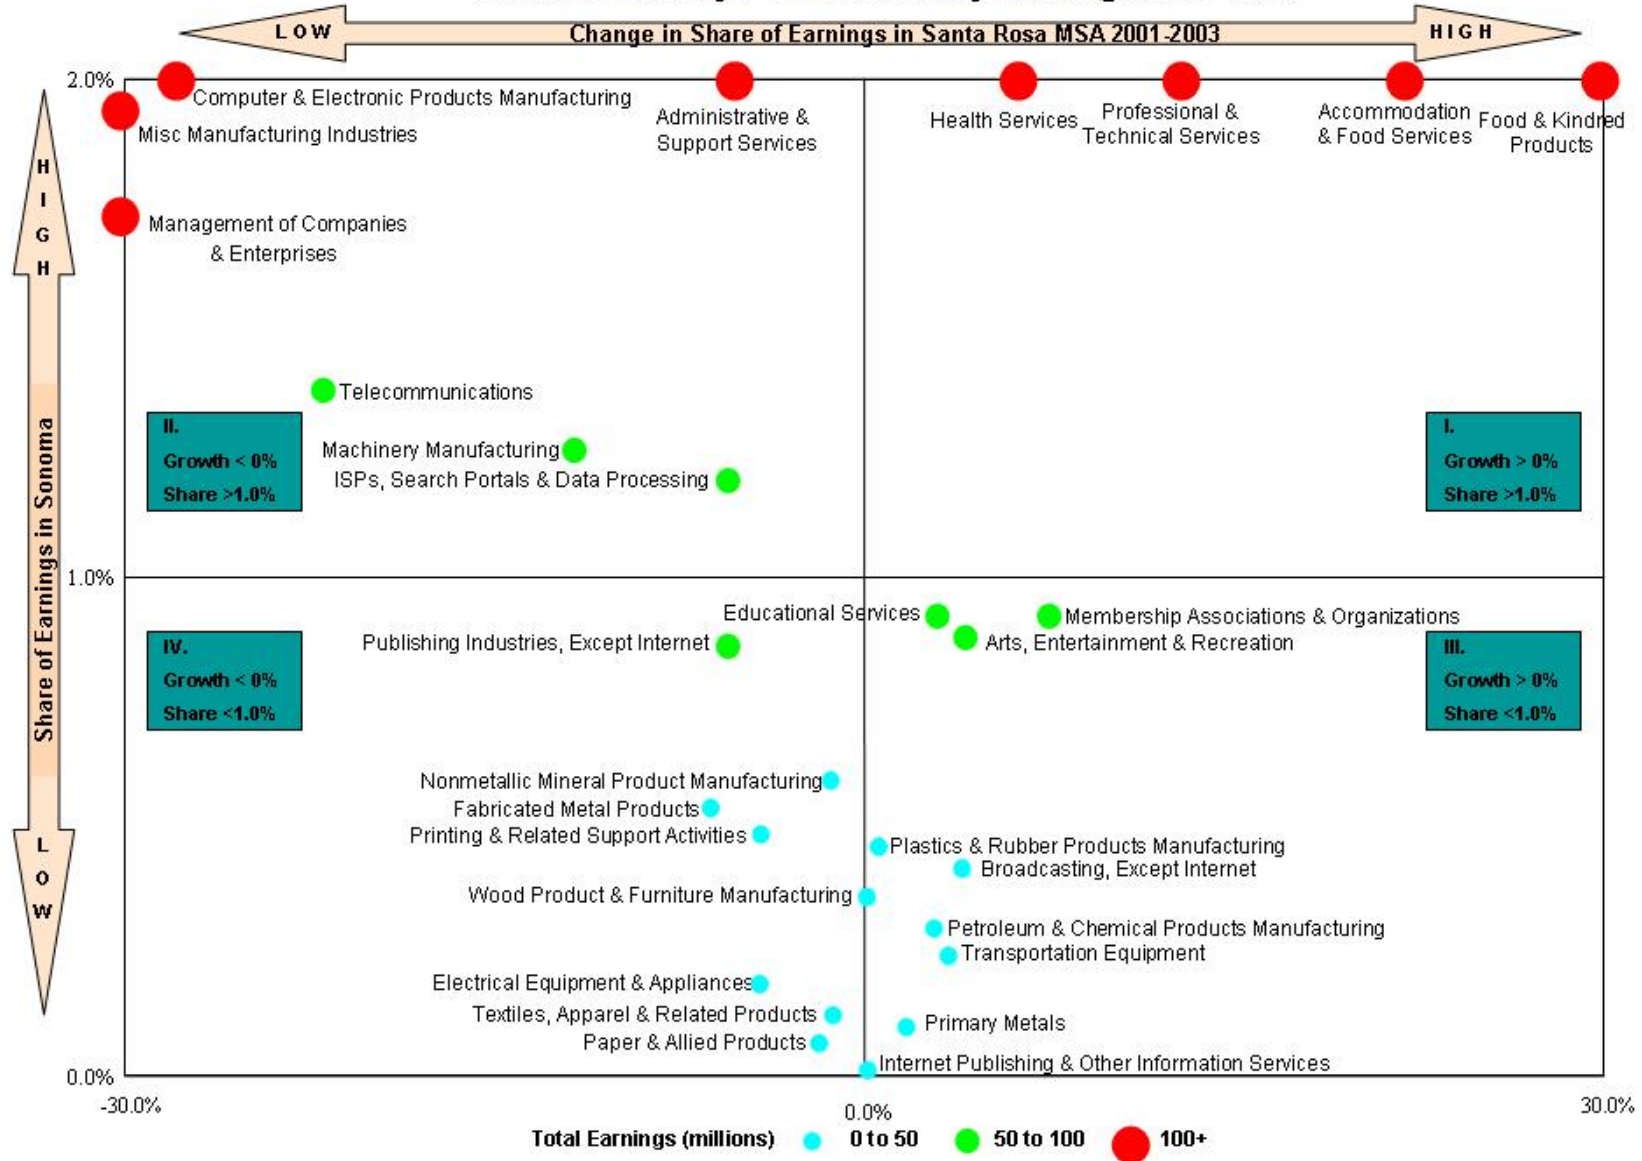 LOW
Change in Share of Earnings in Santa Rosa MSA 2001-2003
HIGH
2.0%
Computer & Electronic Products Manufacturing
Misc Manufacturing Industries
Administrative &
Support Services
Health Services
Professional &
Technical Services
Accommodation
& Food Services
Food & Kindred
Products
HIGH
Management of Companies
& Enterprises
Telecommunications
Machinery Manufacturing
ISPs, Search Portals & Data Processing
II.
Growth < 0%
Share >1.0%
I.
Growth > 0%
Share >1.0%
Share of Earnings in Sonoma
1.0%
Educational Services
Membership Associations & Organizations
Publishing Industries, Except Internet
Arts, Entertainment & Recreation
IV.
Growth < 0%
Share <1.0%
III.
Growth > 0%
Share <1.0%
Nonmetallic Mineral Product Manufacturing
Fabricated Metal Products
Printing & Related Support Activities
Plastics & Rubber Products Manufacturing
Broadcasting, Except Internet
LOW
Wood Product & Furniture Manufacturing
Petroleum & Chemical Products Manufacturing
Transportation Equipment
Electrical Equipment & Appliances
Textiles, Apparel & Related Products
Primary Metals
Paper & Allied Products
Internet Publishing & Other Information Services
0.0%
-30.0%
0.0%
30.0%
Total Earnings (millions)
0 to 50
50 to 100
100+